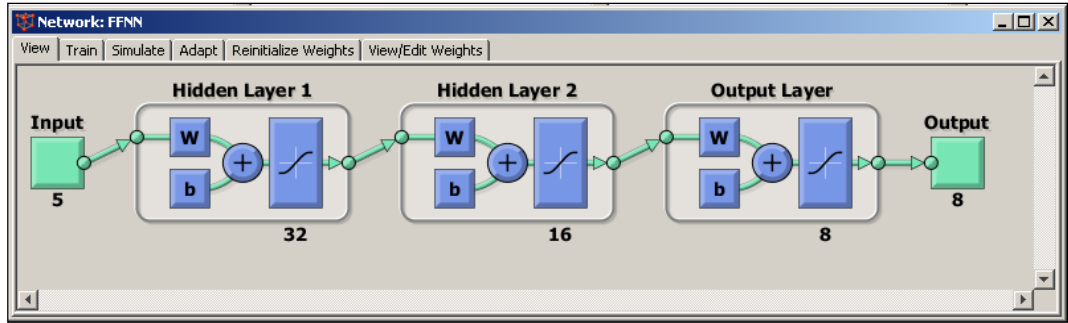 Network: FFNN
View Train Simulate Adapt Reinitialize Weights View/Edit Weights
Hidden Layer 1 Hidden Layer 2 Output Layer
Input Output
W W W
b b b
5 8
32 16 8